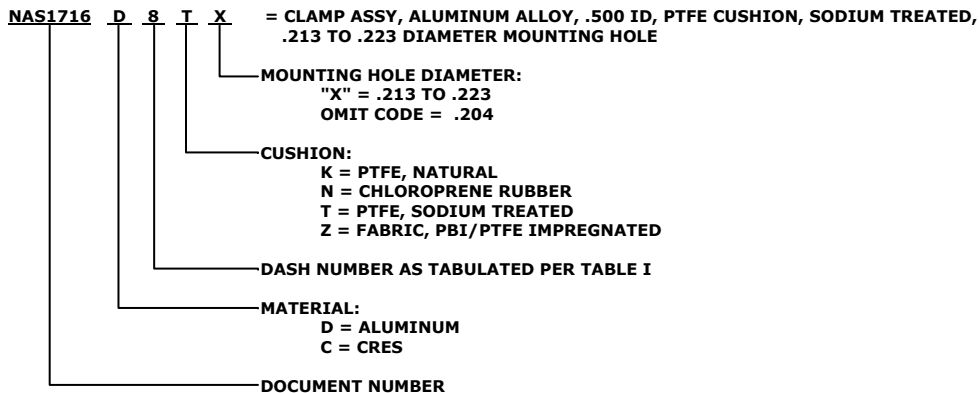 NAS1716 D 8 T X = CLAMP ASSY, ALUMINUM ALLOY, .500 ID, PTFE CUSHION, SODIUM TREATED,
.213 TO .223 DIAMETER MOUNTING HOLE
MOUNTING HOLE DIAMETER:
"X" = .213 TO .223
OMIT CODE = .204
CUSHION:
K = PTFE, NATURAL
N = CHLOROPRENE RUBBER
T = PTFE, SODIUM TREATED
Z = FABRIC, PBI/PTFE IMPREGNATED
DASH NUMBER AS TABULATED PER TABLE I
MATERIAL:
D = ALUMINUM
C = CRES
DOCUMENT NUMBER